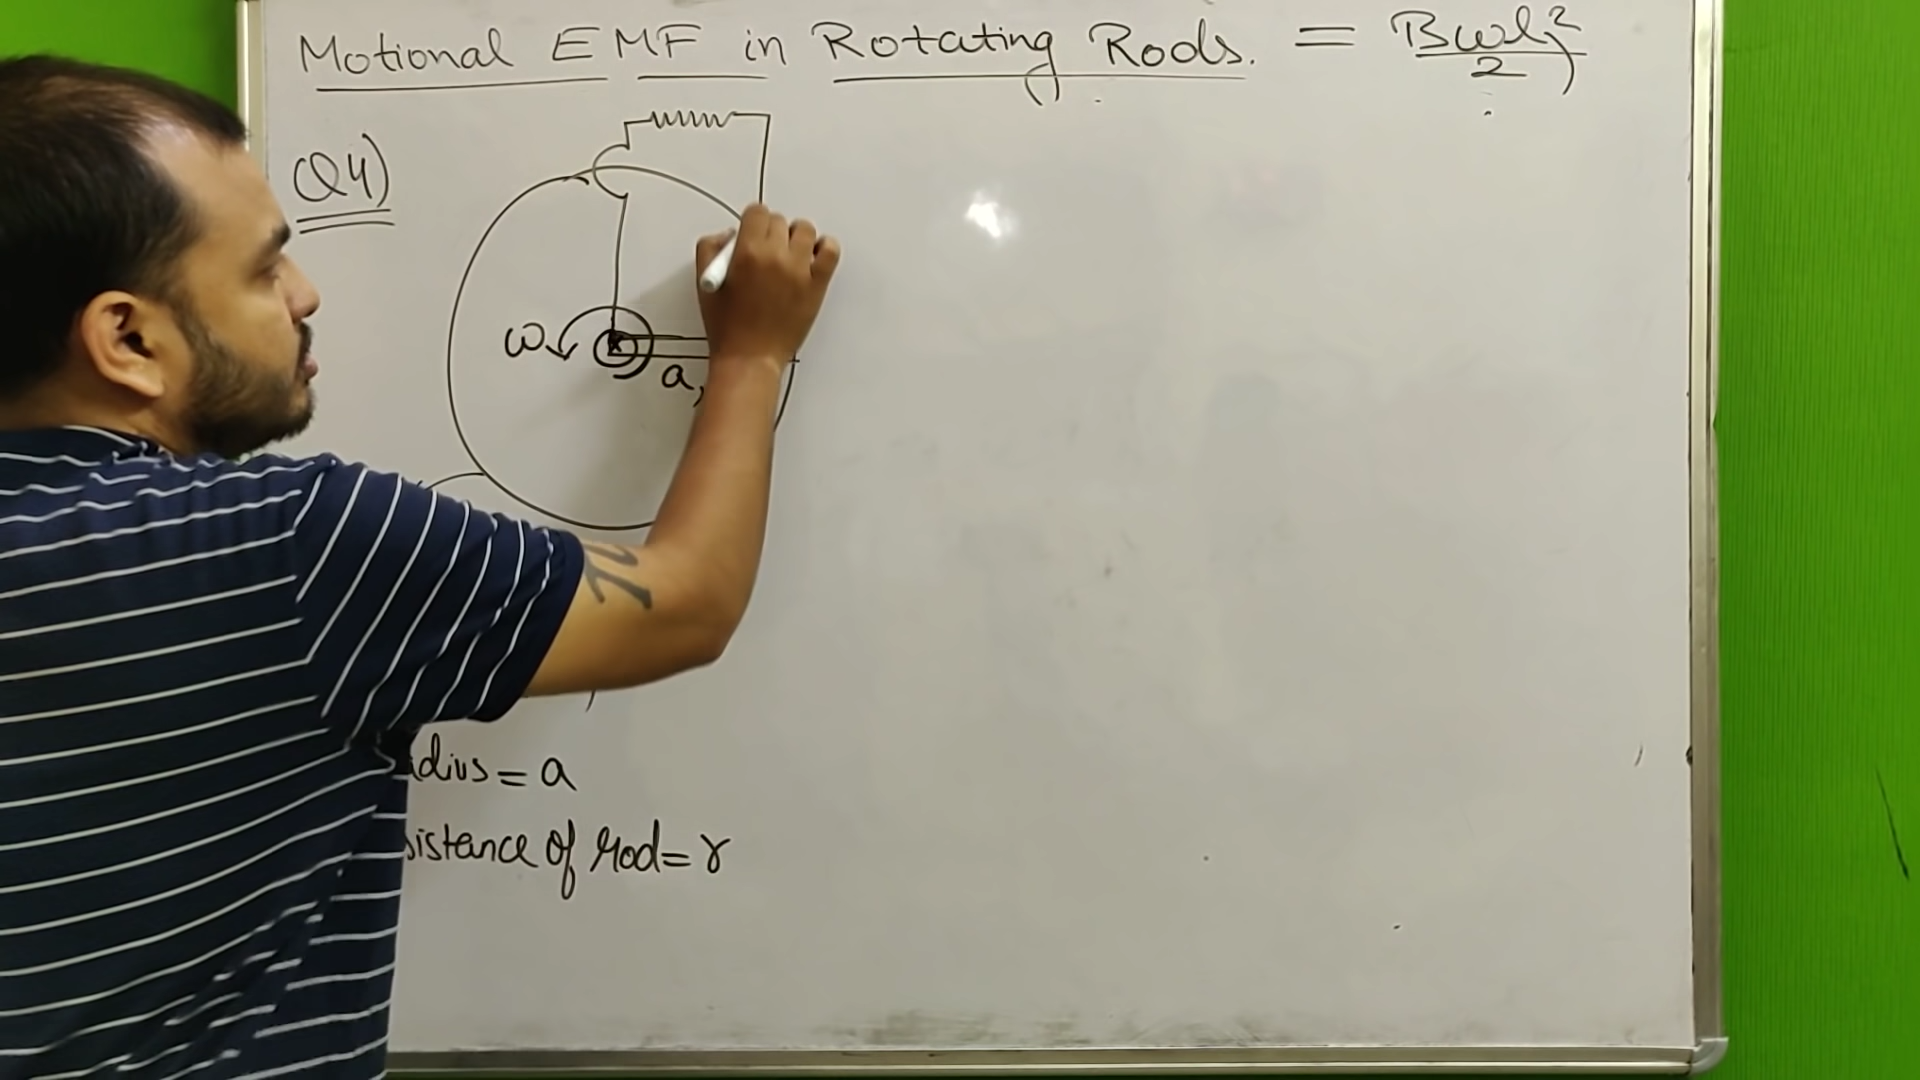 Motional EMF in Rotating Rods. = Bωl²/2
Q4)
ω
a,
adius = a
sistance of rod = r